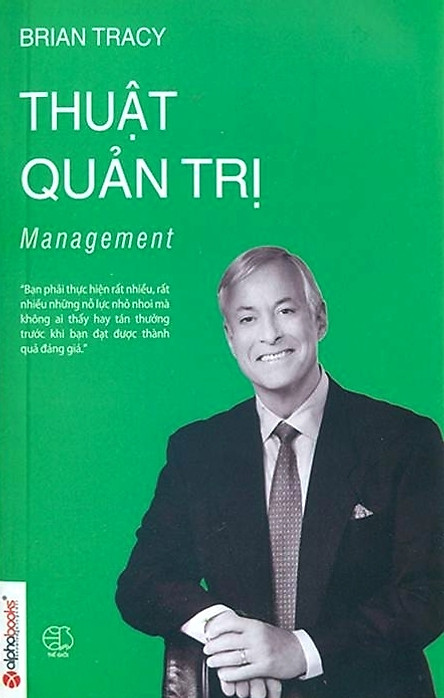 BRIAN TRACY
THUẬT
QUẢN TRỊ
Management
"Bạn phải thực hiện rất nhiều, rất
nhiều những nỗ lực nhỏ nhoi mà
không ai thấy hay tán thưởng
trước khi bạn đạt được thành
quả đáng giá."
alphabooks®
THẾ GIỚI